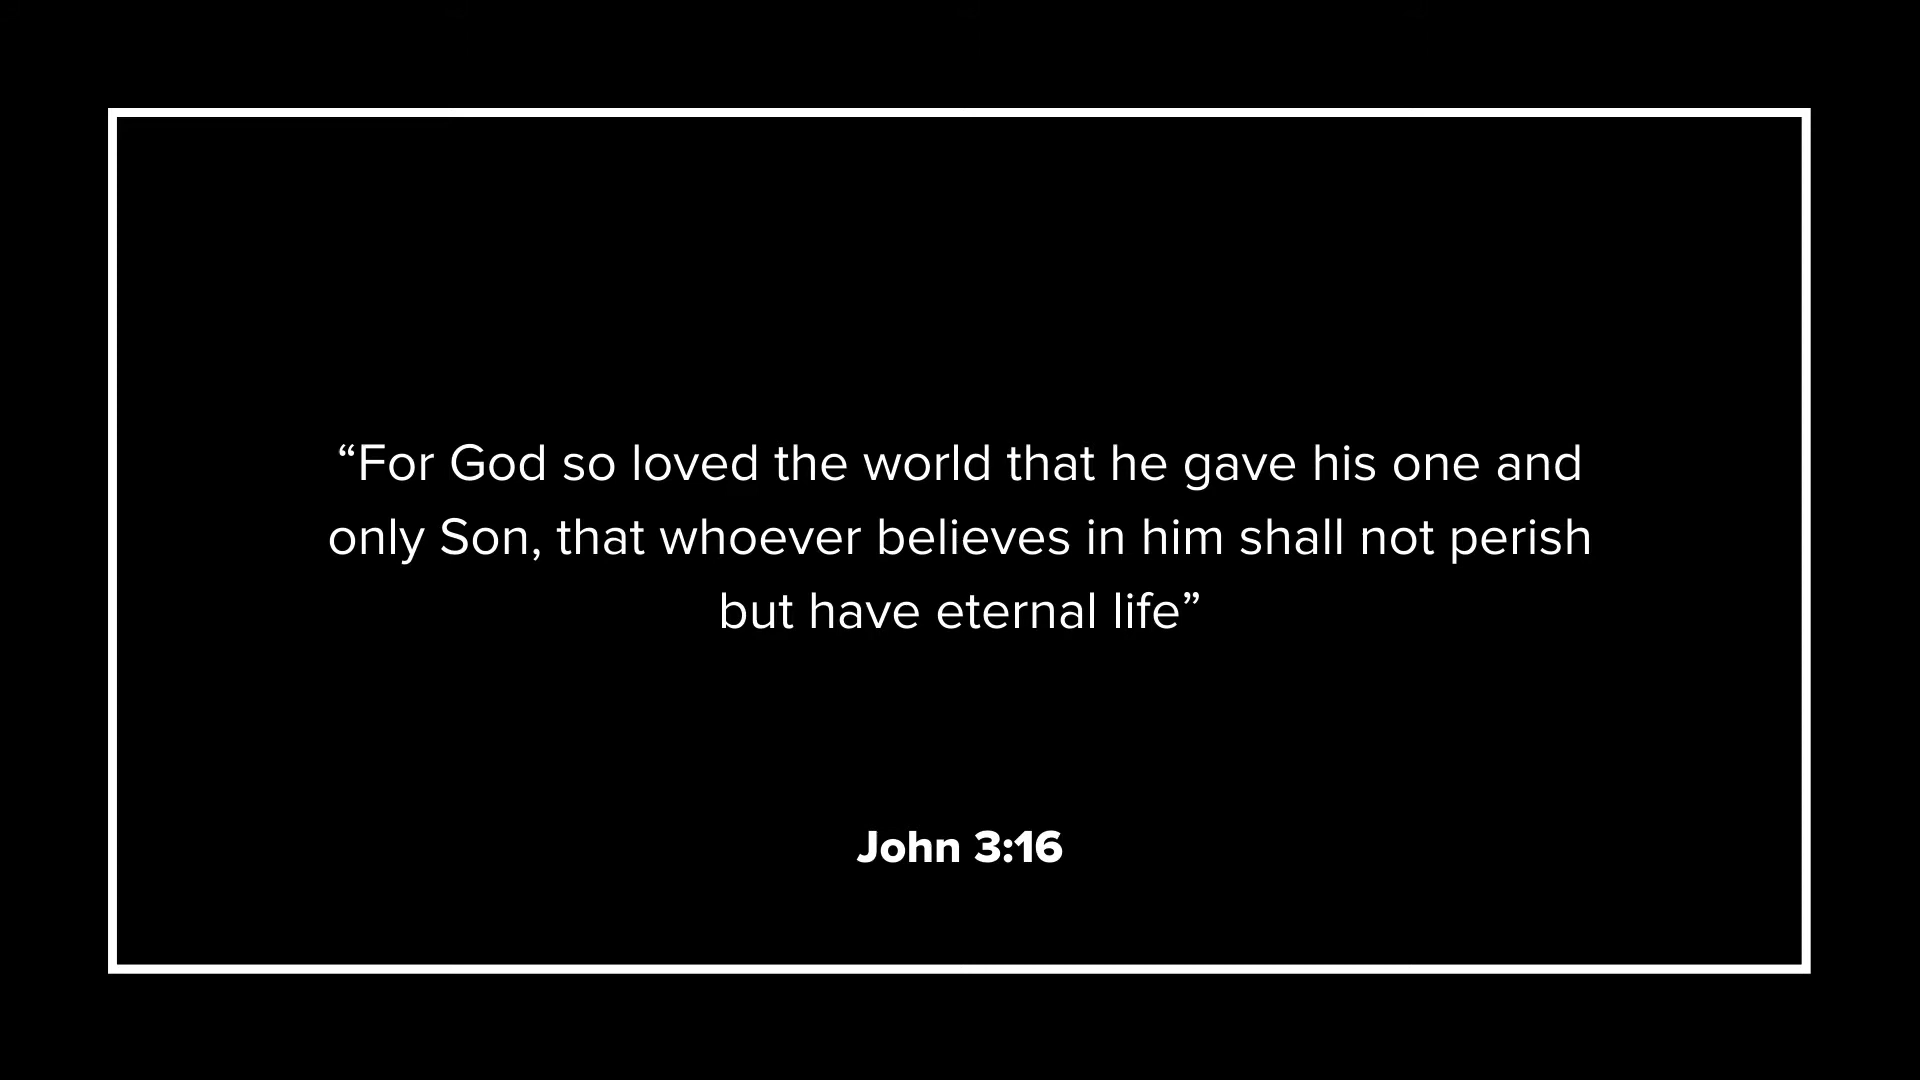 “For God so loved the world that he gave his one and
only Son, that whoever believes in him shall not perish
but have eternal life”
John 3:16